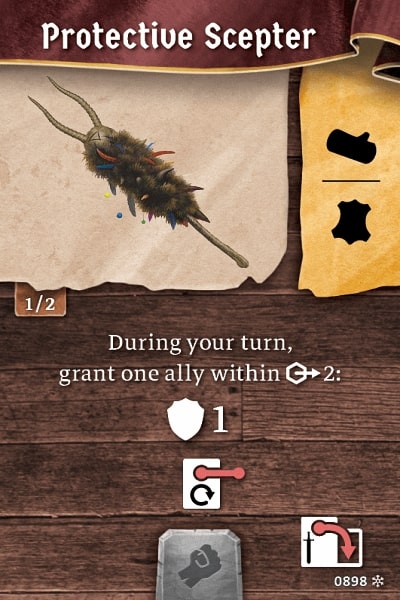 Protective Scepter
1/2
During your turn,
grant one ally within 2:
1
0898